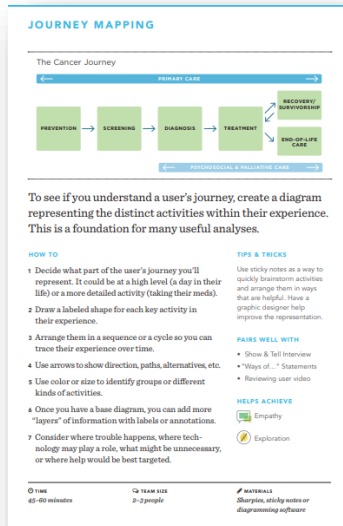 JOURNEY MAPPING
The Cancer Journey
PRIMARY CARE
PREVENTION
SCREENING
DIAGNOSIS
TREATMENT
RECOVERY/
SURVIVORSHIP
END-OF-LIFE
CARE
PSYCHOSOCIAL & PALLIATIVE CARE
To see if you understand a user's journey, create a diagram
representing the distinct activities within their experience.
This is a foundation for many useful analyses.
HOW TO
1 Decide what part of the user's journey you'll
represent. It could be at a high level (a day in their
life) or a more detailed activity (taking their meds).
2 Draw a labeled shape for each key activity in
their experience.
3 Arrange them in a sequence or a cycle so you can
trace their experience over time.
4 Use arrows to show direction, paths, alternatives, etc.
5 Use color or size to identify groups or different
kinds of activities.
6 Once you have a base diagram, you can add more
"layers" of information with labels or annotations.
7 Consider where trouble happens, where tech-
nology may play a role, what might be unnecessary,
or where help would be best targeted.
TIPS & TRICKS
Use sticky notes as a way to
quickly brainstorm activities
and arrange them in ways
that are helpful. Have a
graphic designer help
improve the representation.
PAIRS WELL WITH
• Show & Tell Interview
• "Ways of..." Statements
• Reviewing user video
HELPS ACHIEVE
Empathy
Exploration
TIME
45–60 minutes
TEAM SIZE
2–3 people
MATERIALS
Sharpies, sticky notes or
diagramming software